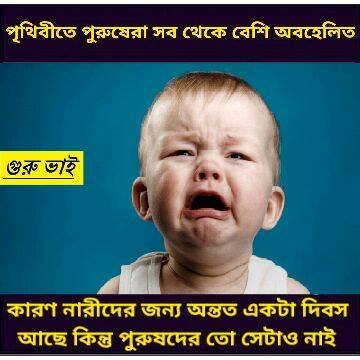 পৃথিবীতে পুরুষেরা সব থেকে বেশি অবহেলিত
গুরু ভাই
কারণ নারীদের জন্য অন্তত একটা দিবস
আছে কিন্তু পুরুষদের তো সেটাও নাই